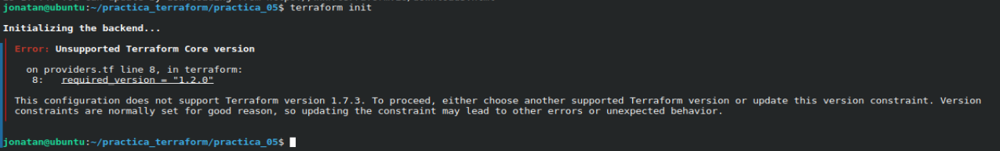 jonatan@ubuntu:~/practica_terraform/practica_05$ terraform init
Initializing the backend...
Error: Unsupported Terraform Core version
on providers.tf line 8, in terraform:
8: required_version = "1.2.0"
This configuration does not support Terraform version 1.7.3. To proceed, either choose another supported Terraform version or update this version constraint. Version
constraints are normally set for good reason, so updating the constraint may lead to other errors or unexpected behavior.
jonatan@ubuntu:~/practica_terraform/practica_05$